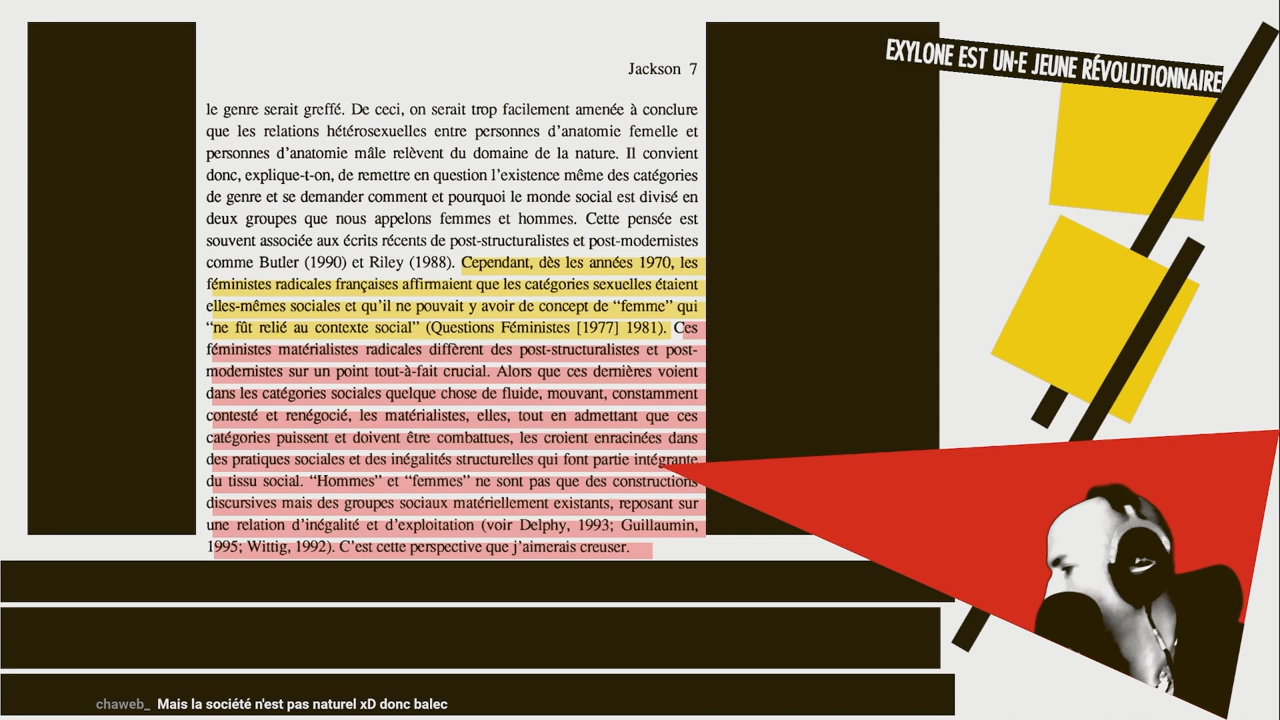 EXYLONE EST UN·E JEUNE RÉVOLUTIONNAIRE
Jackson 7
le genre serait greffé. De ceci, on serait trop facilement amenée à conclure
que les relations hétérosexuelles entre personnes d’anatomie femelle et
personnes d’anatomie mâle relèvent du domaine de la nature. Il convient
donc, explique-t-on, de remettre en question l’existence même des catégories
de genre et se demander comment et pourquoi le monde social est divisé en
deux groupes que nous appelons femmes et hommes. Cette pensée est
souvent associée aux écrits récents de post-structuralistes et post-modernistes
comme Butler (1990) et Riley (1988). Cependant, dès les années 1970, les
féministes radicales françaises affirmaient que les catégories sexuelles étaient
elles-mêmes sociales et qu’il ne pouvait y avoir de concept de “femme” qui
“ne fût relié au contexte social” (Questions Féministes [1977] 1981). Ces
féministes matérialistes radicales diffèrent des post-structuralistes et post-
modernistes sur un point tout-à-fait crucial. Alors que ces dernières voient
dans les catégories sociales quelque chose de fluide, mouvant, constamment
contesté et renégocié, les matérialistes, elles, tout en admettant que ces
catégories puissent et doivent être combattues, les croient enracinées dans
des pratiques sociales et des inégalités structurelles qui font partie intégrante
du tissu social. “Hommes” et “femmes” ne sont pas que des constructions
discursives mais des groupes sociaux matériellement existants, reposant sur
une relation d’inégalité et d’exploitation (voir Delphy, 1993; Guillaumin,
1995; Wittig, 1992). C’est cette perspective que j’aimerais creuser.
chaweb_ Mais la société n'est pas naturel xD donc balec